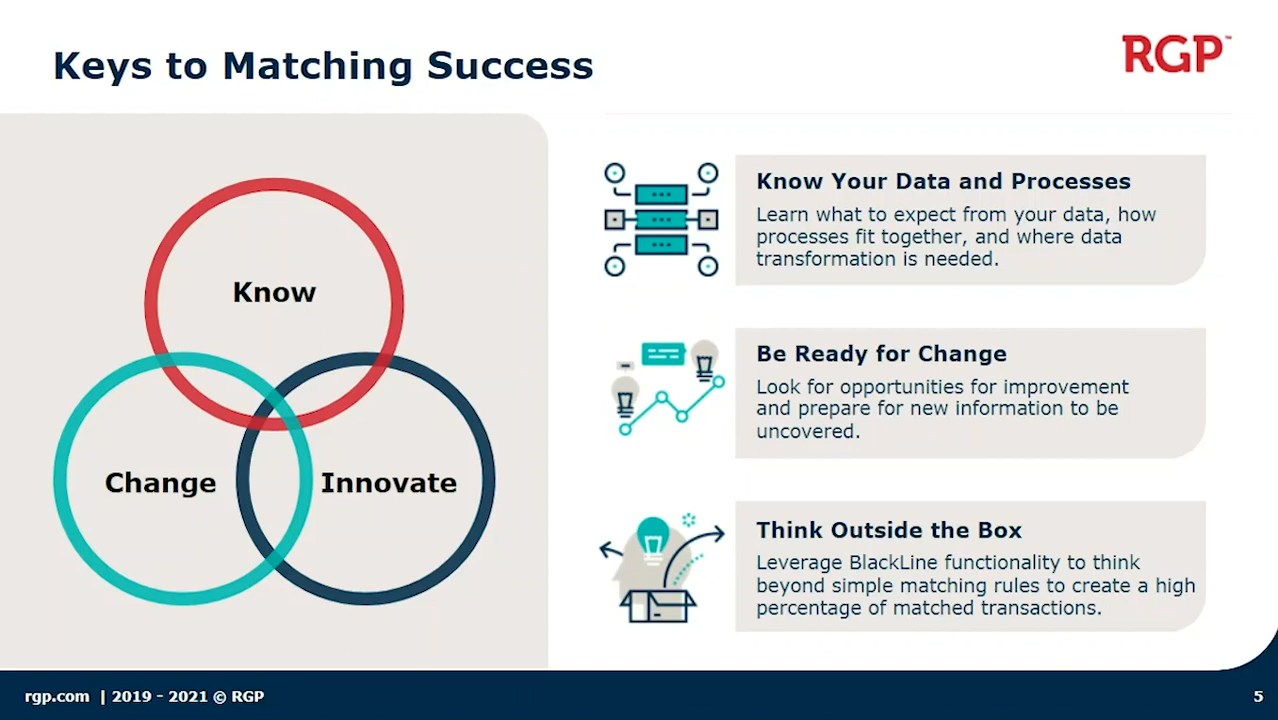 Keys to Matching Success
RGP™
Know
Change
Innovate
Know Your Data and Processes
Learn what to expect from your data, how
processes fit together, and where data
transformation is needed.
Be Ready for Change
Look for opportunities for improvement
and prepare for new information to be
uncovered.
Think Outside the Box
Leverage BlackLine functionality to think
beyond simple matching rules to create a high
percentage of matched transactions.
rgp.com | 2019 - 2021 © RGP
5